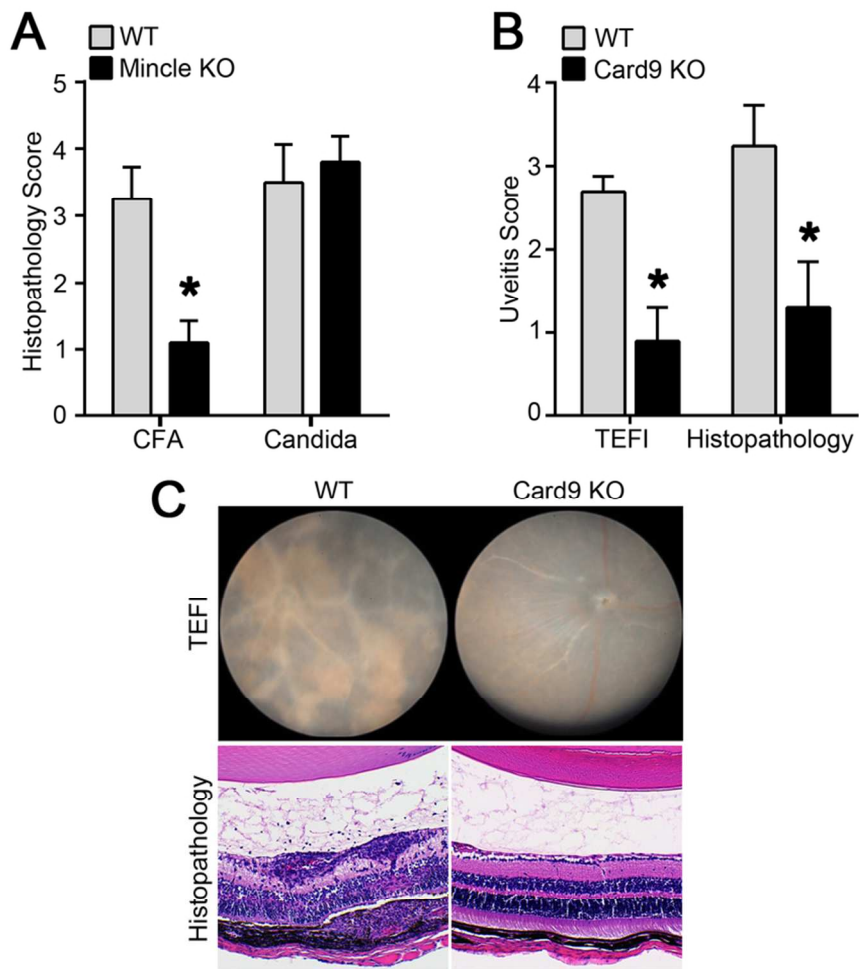 A
WT
Mincle KO
Histopathology Score
5
4
3
2
1
0
*
CFA
Candida
B
WT
Card9 KO
Uveitis Score
4
3
2
1
0
*
*
TEFI
Histopathology
C
WT
Card9 KO
TEFI
Histopathology